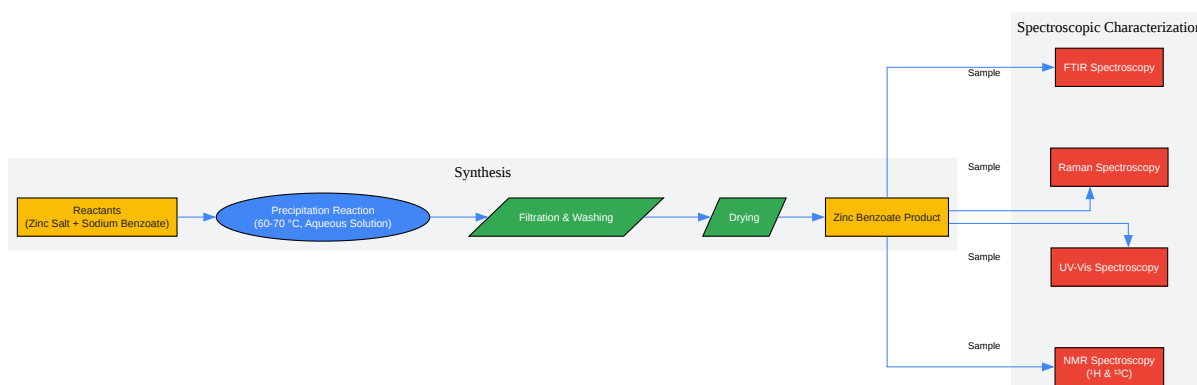 Spectroscopic Characterization
Sample
FTIR Spectroscopy
Sample
Raman Spectroscopy
Synthesis
Reactants
(Zinc Salt + Sodium Benzoate)
Precipitation Reaction
(60-70 °C, Aqueous Solution)
Filtration & Washing
Drying
Zinc Benzoate Product
Sample
UV-Vis Spectroscopy
Sample
NMR Spectroscopy
(¹H & ¹³C)